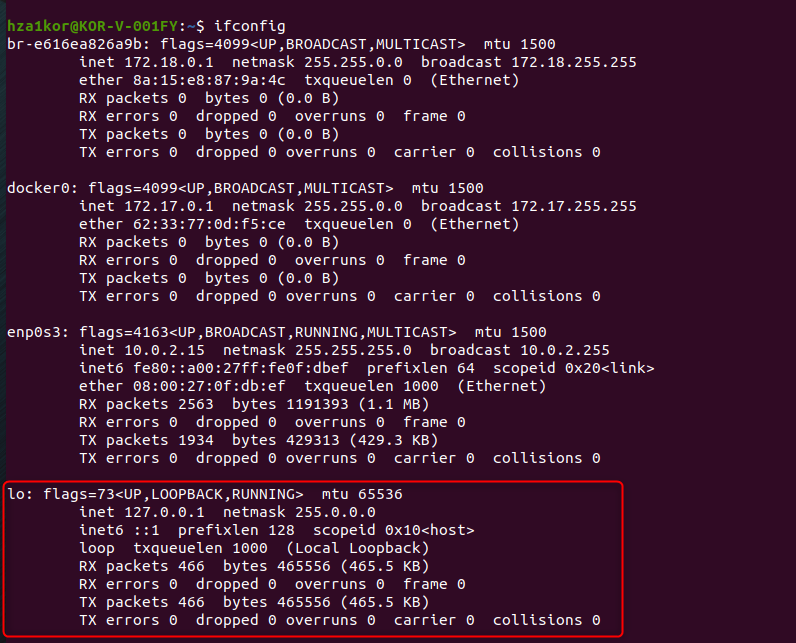 hza1kor@KOR-V-001FY:~$ ifconfig
br-e616ea826a9b: flags=4099<UP,BROADCAST,MULTICAST>  mtu 1500
        inet 172.18.0.1  netmask 255.255.0.0  broadcast 172.18.255.255
        ether 8a:15:e8:87:9a:4c  txqueuelen 0  (Ethernet)
        RX packets 0  bytes 0 (0.0 B)
        RX errors 0  dropped 0  overruns 0  frame 0
        TX packets 0  bytes 0 (0.0 B)
        TX errors 0  dropped 0 overruns 0  carrier 0  collisions 0

docker0: flags=4099<UP,BROADCAST,MULTICAST>  mtu 1500
        inet 172.17.0.1  netmask 255.255.0.0  broadcast 172.17.255.255
        ether 62:33:77:0d:f5:ce  txqueuelen 0  (Ethernet)
        RX packets 0  bytes 0 (0.0 B)
        RX errors 0  dropped 0  overruns 0  frame 0
        TX packets 0  bytes 0 (0.0 B)
        TX errors 0  dropped 0 overruns 0  carrier 0  collisions 0

enp0s3: flags=4163<UP,BROADCAST,RUNNING,MULTICAST>  mtu 1500
        inet 10.0.2.15  netmask 255.255.255.0  broadcast 10.0.2.255
        inet6 fe80::a00:27ff:fe0f:dbef  prefixlen 64  scopeid 0x20<link>
        ether 08:00:27:0f:db:ef  txqueuelen 1000  (Ethernet)
        RX packets 2563  bytes 1191393 (1.1 MB)
        RX errors 0  dropped 0  overruns 0  frame 0
        TX packets 1934  bytes 429313 (429.3 KB)
        TX errors 0  dropped 0 overruns 0  carrier 0  collisions 0

lo: flags=73<UP,LOOPBACK,RUNNING>  mtu 65536
        inet 127.0.0.1  netmask 255.0.0.0
        inet6 ::1  prefixlen 128  scopeid 0x10<host>
        loop  txqueuelen 1000  (Local Loopback)
        RX packets 466  bytes 465556 (465.5 KB)
        RX errors 0  dropped 0  overruns 0  frame 0
        TX packets 466  bytes 465556 (465.5 KB)
        TX errors 0  dropped 0 overruns 0  carrier 0  collisions 0